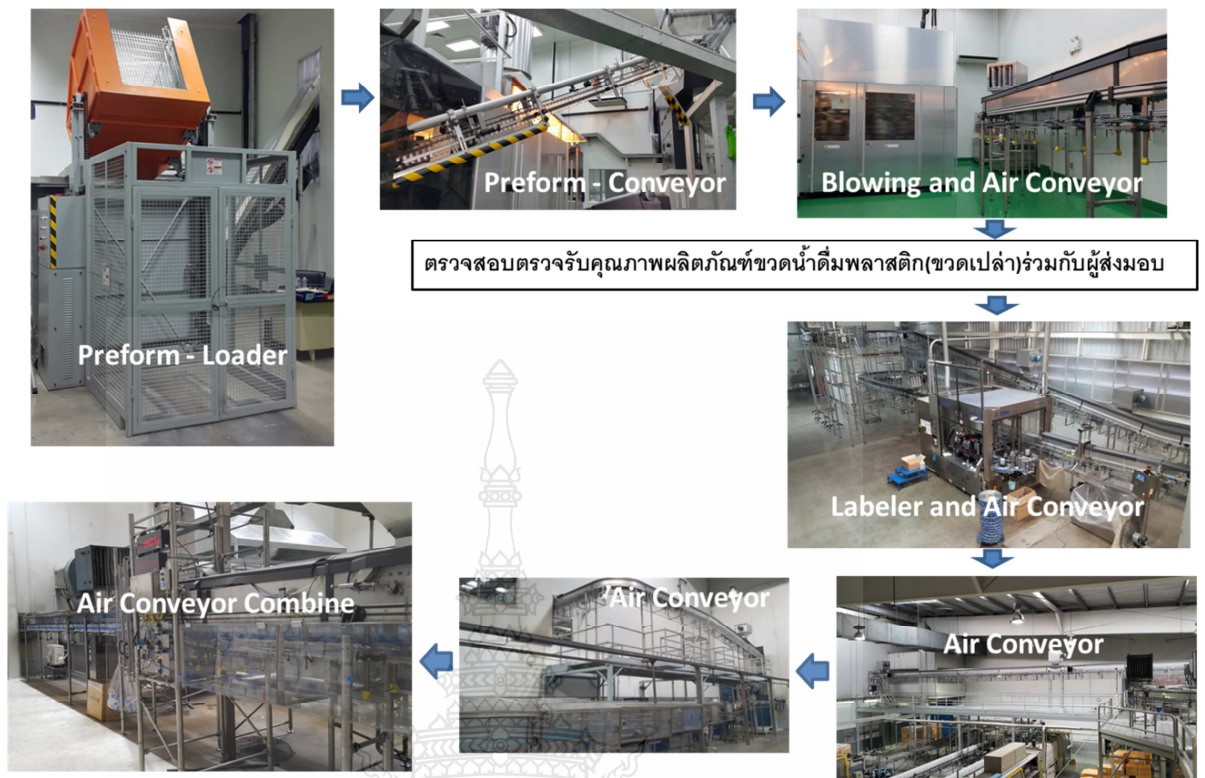 Preform - Loader
Preform - Conveyor
Blowing and Air Conveyor
ตรวจสอบตรวจรับคุณภาพผลิตภัณฑ์ขวดน้ำดื่มพลาสติก(ขวดเปล่า)ร่วมกับผู้ส่งมอบ
Labeler and Air Conveyor
Air Conveyor
Air Conveyor
Air Conveyor Combine